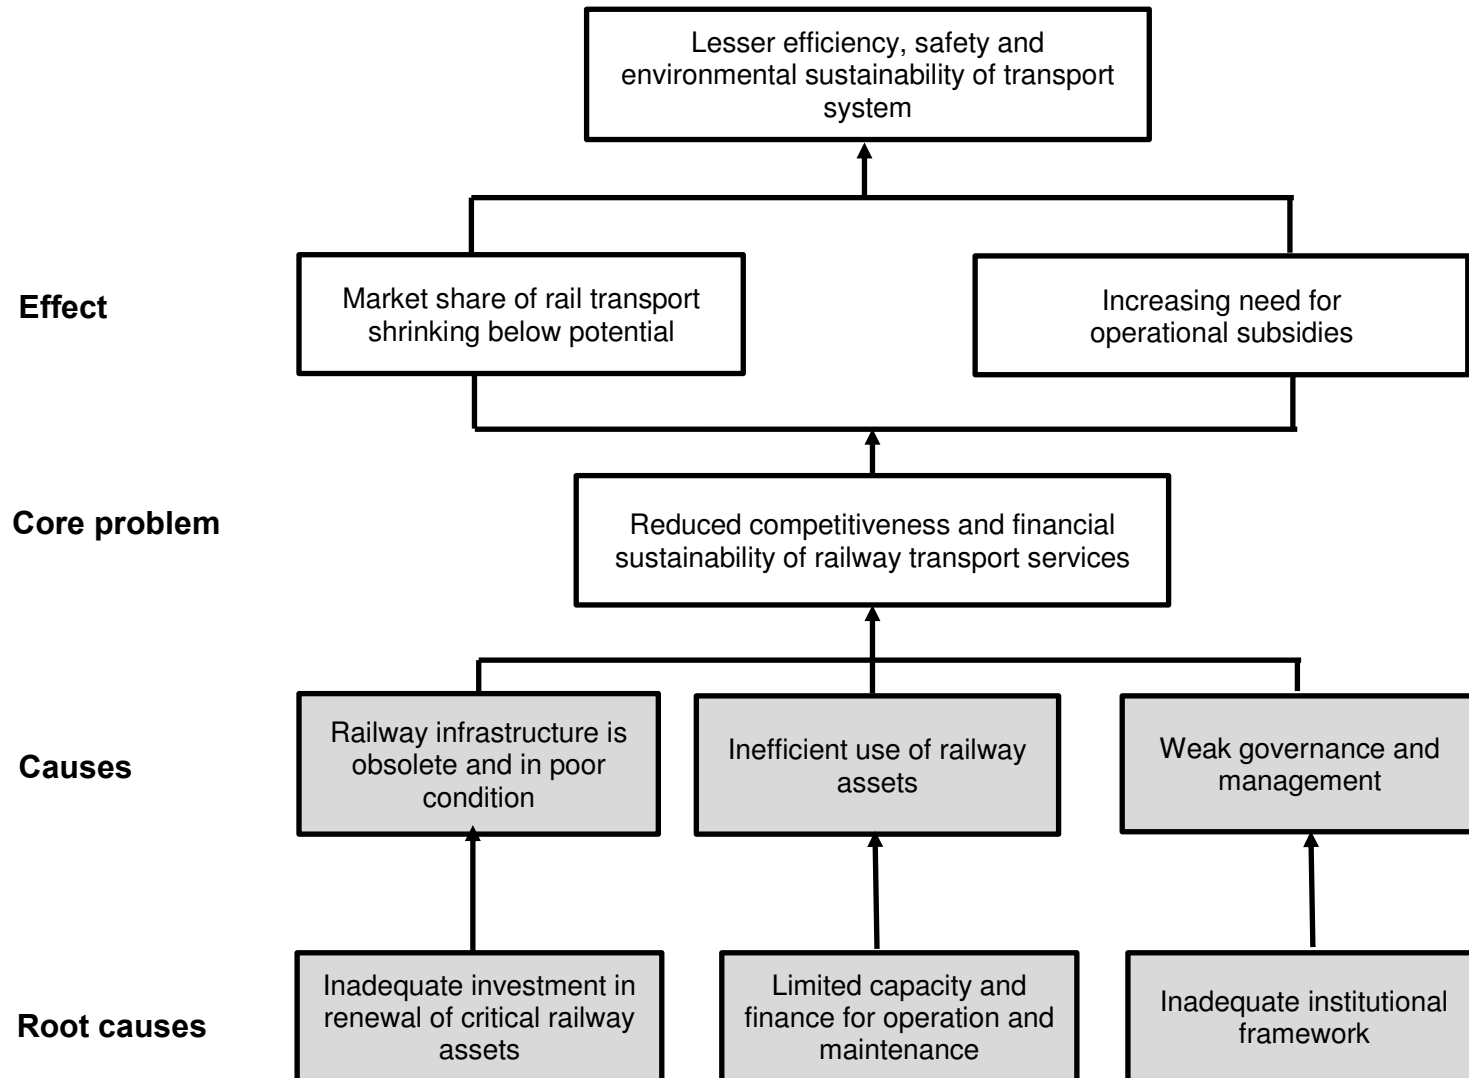 Lesser efficiency, safety and
environmental sustainability of transport
system
Effect
Market share of rail transport
shrinking below potential
Increasing need for
operational subsidies
Core problem
Reduced competitiveness and financial
sustainability of railway transport services
Causes
Railway infrastructure is
obsolete and in poor
condition
Inefficient use of railway
assets
Weak governance and
management
Root causes
Inadequate investment in
renewal of critical railway
assets
Limited capacity and
finance for operation and
maintenance
Inadequate institutional
framework